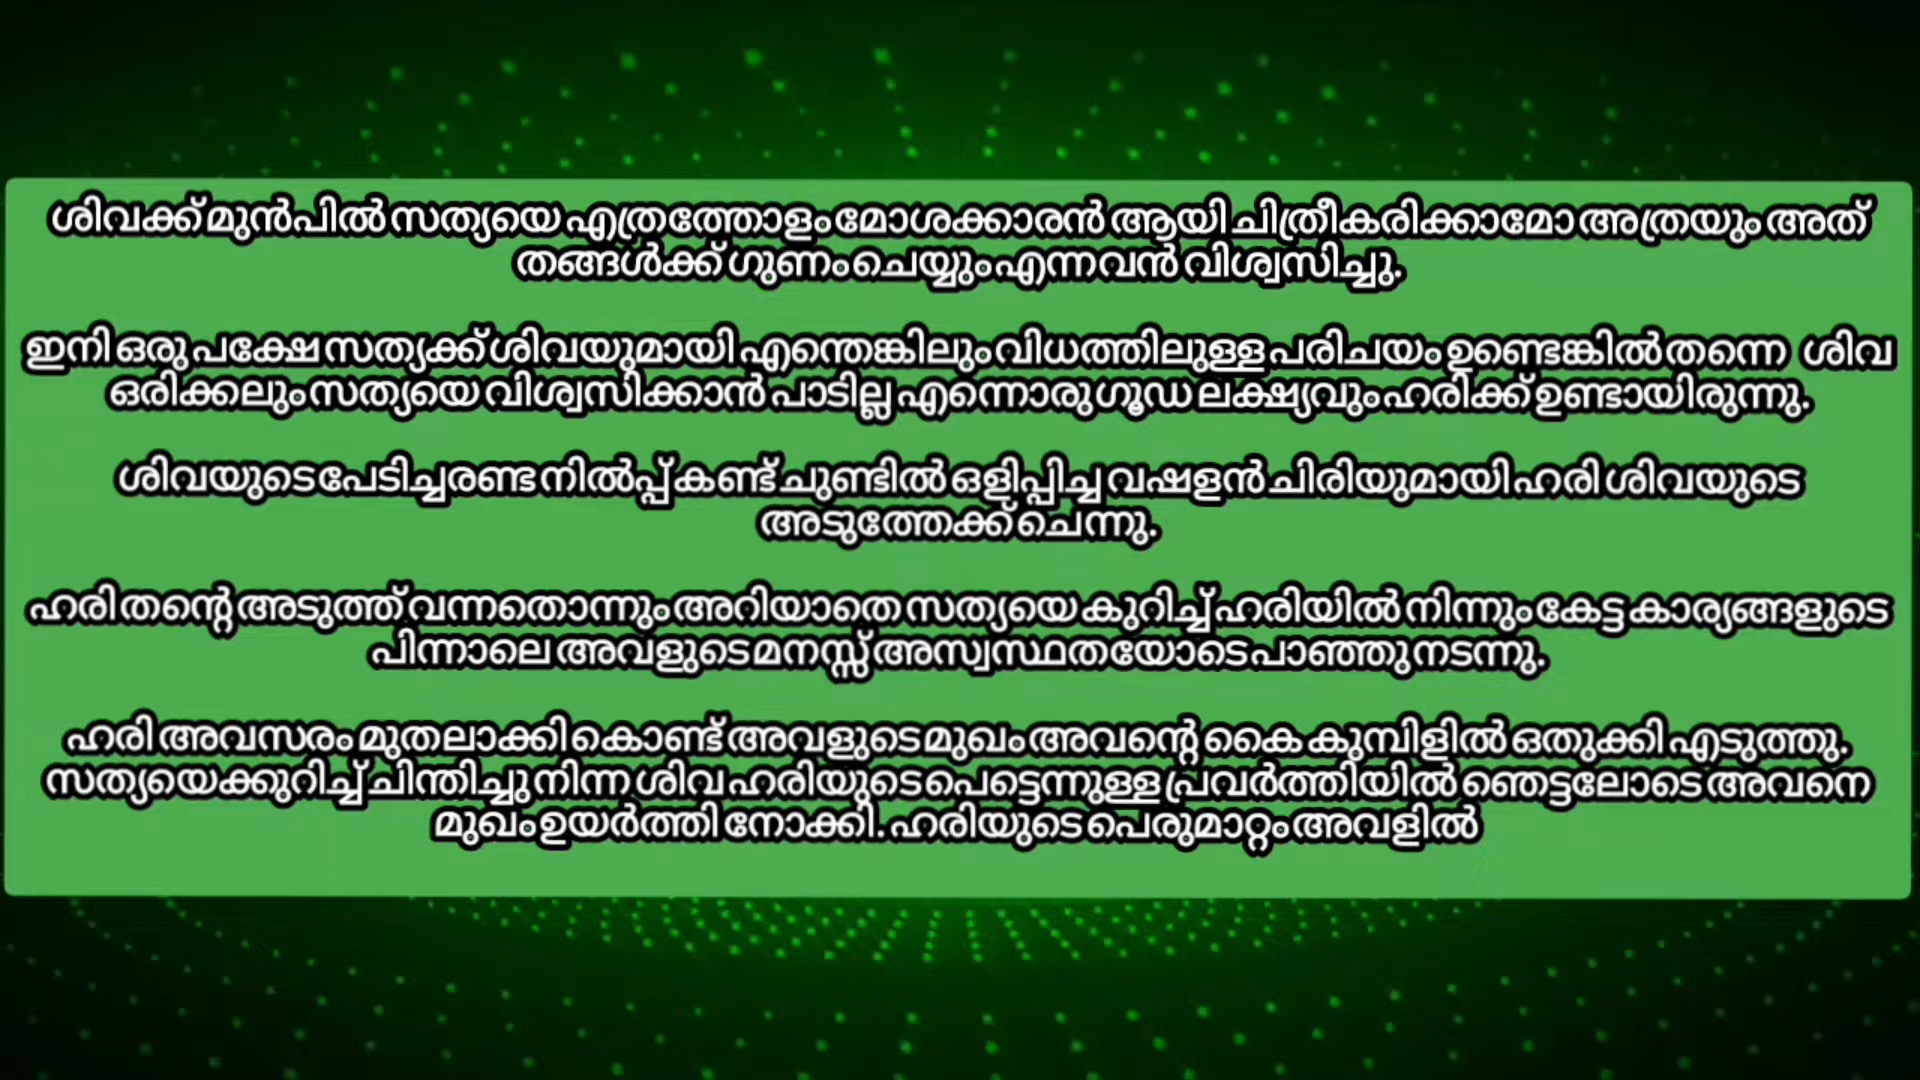 ശിവക്ക് മുൻപിൽ സത്യയെ എത്രത്തോളം മോശക്കാരൻ ആയി ചിത്രീകരിക്കാമോ അത്രയും അത്
തങ്ങൾക്ക് ഗുണം ചെയ്യും എന്നവൻ വിശ്വസിച്ചു.
ഇനി ഒരു പക്ഷേ സത്യക്ക് ശിവയുമായി എന്തെങ്കിലും വിധത്തിലുള്ള പരിചയം ഉണ്ടെങ്കിൽ തന്നെ ശിവ
ഒരിക്കലും സത്യയെ വിശ്വസിക്കാൻ പാടില്ല എന്നൊരു ഗൂഡ ലക്ഷ്യവും ഹരിക്ക് ഉണ്ടായിരുന്നു.
ശിവയുടെ പേടിച്ചരണ്ട നിൽപ്പ് കണ്ട് ചുണ്ടിൽ ഒളിപ്പിച്ച വഷളൻ ചിരിയുമായി ഹരി ശിവയുടെ
അടുത്തേക്ക് ചെന്നു.
ഹരി തന്റെ അടുത്ത് വന്നതൊന്നും അറിയാതെ സത്യയെ കുറിച്ച് ഹരിയിൽ നിന്നും കേട്ട കാര്യങ്ങളുടെ
പിന്നാലെ അവളുടെ മനസ്സ് അസ്വസ്ഥതയോടെ പാഞ്ഞു നടന്നു.
ഹരി അവസരം മുതലാക്കി കൊണ്ട് അവളുടെ മുഖം അവന്റെ കൈ കുമ്പിളിൽ ഒതുക്കി എടുത്തു.
സത്യയെക്കുറിച്ച് ചിന്തിച്ചു നിന്ന ശിവ ഹരിയുടെ പെട്ടെന്നുള്ള പ്രവർത്തിയിൽ ഞെട്ടലോടെ അവനെ
മുഖം ഉയർത്തി നോക്കി. ഹരിയുടെ പെരുമാറ്റം അവളിൽ